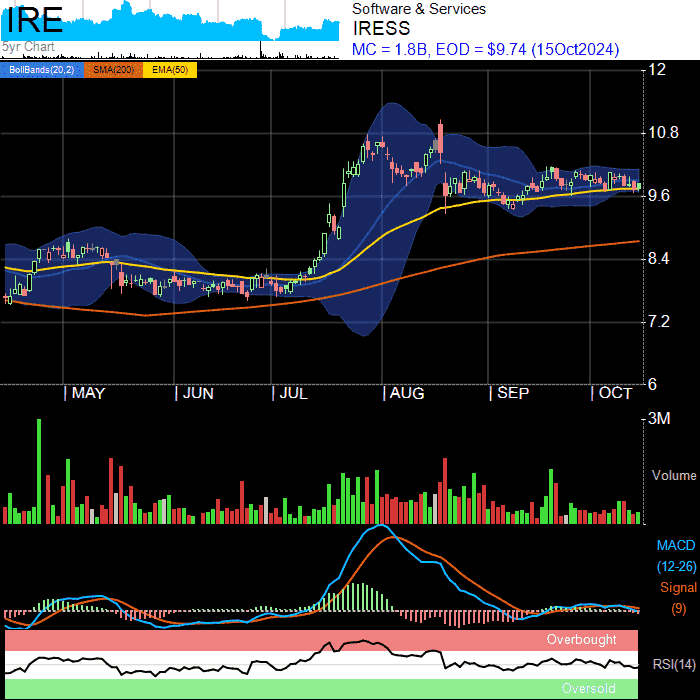 IRE
5yr Chart
Software & Services
IRESS
MC = 1.8B, EOD = $9.74 (15Oct2024)
BollBands(20,2) SMA(200) EMA(50)
12
10.8
9.6
8.4
7.2
6
MAY JUN JUL AUG SEP OCT
3M
Volume
MACD
(12-26)
Signal
(9)
Overbought
RSI(14)
Oversold